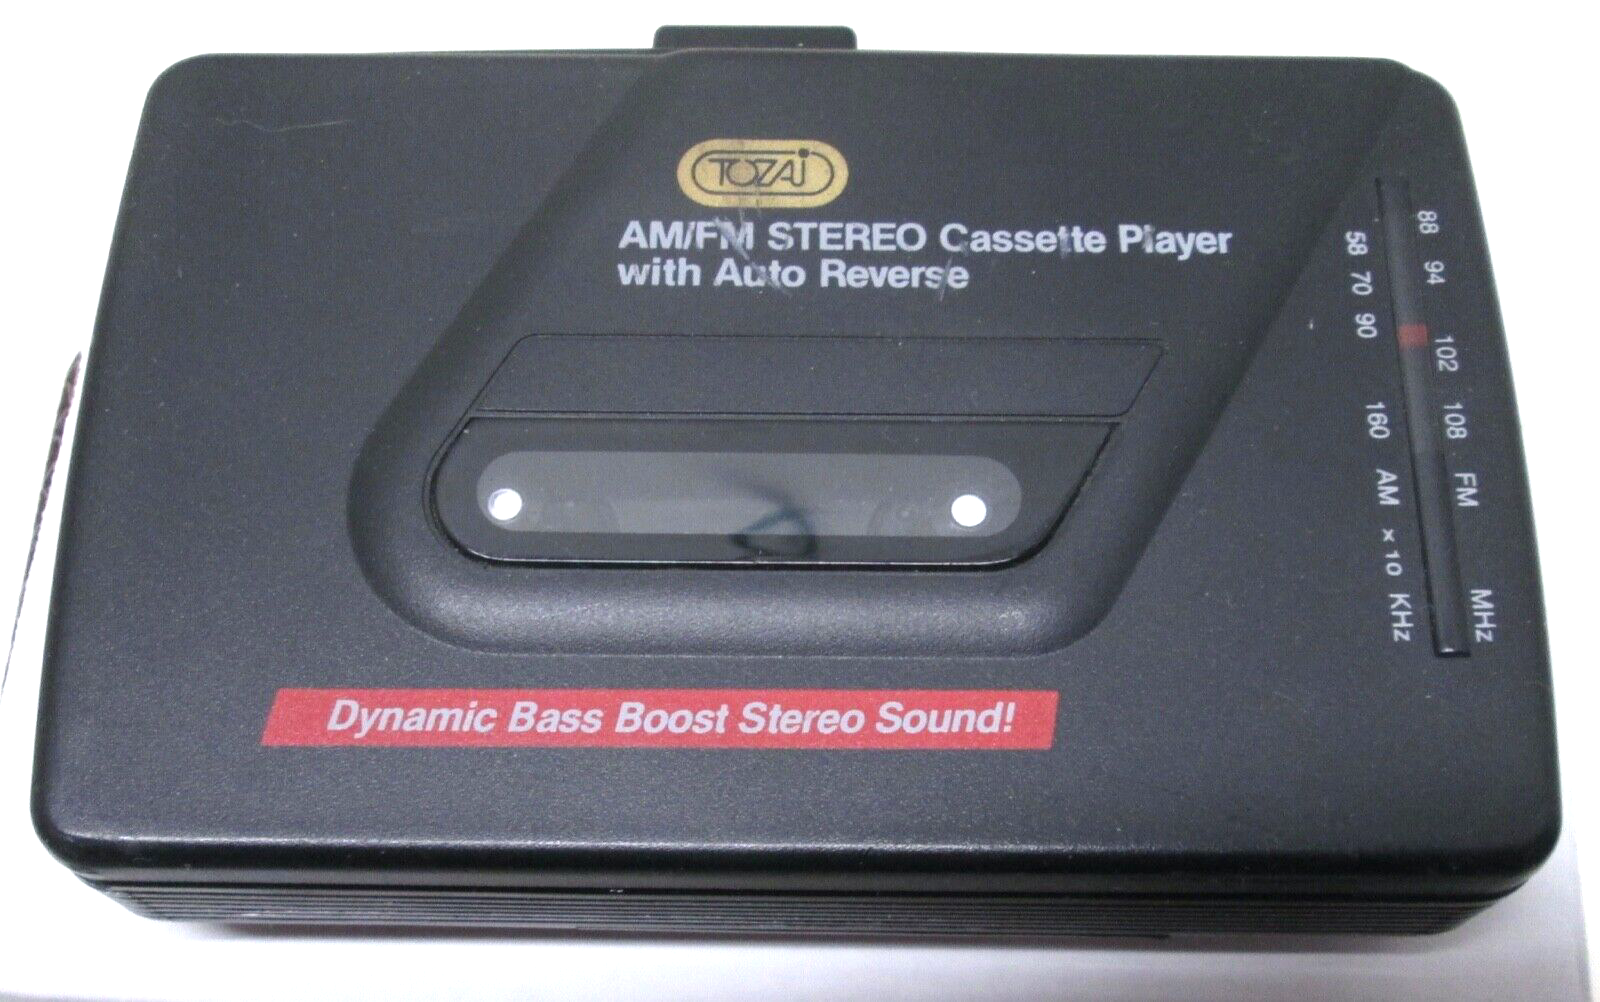 TOZAI
AM/FM STEREO Cassette Player
with Auto Reverse
88 94 102 108 FM MHz
58 70 90 160 AM x10 KHz
Dynamic Bass Boost Stereo Sound!